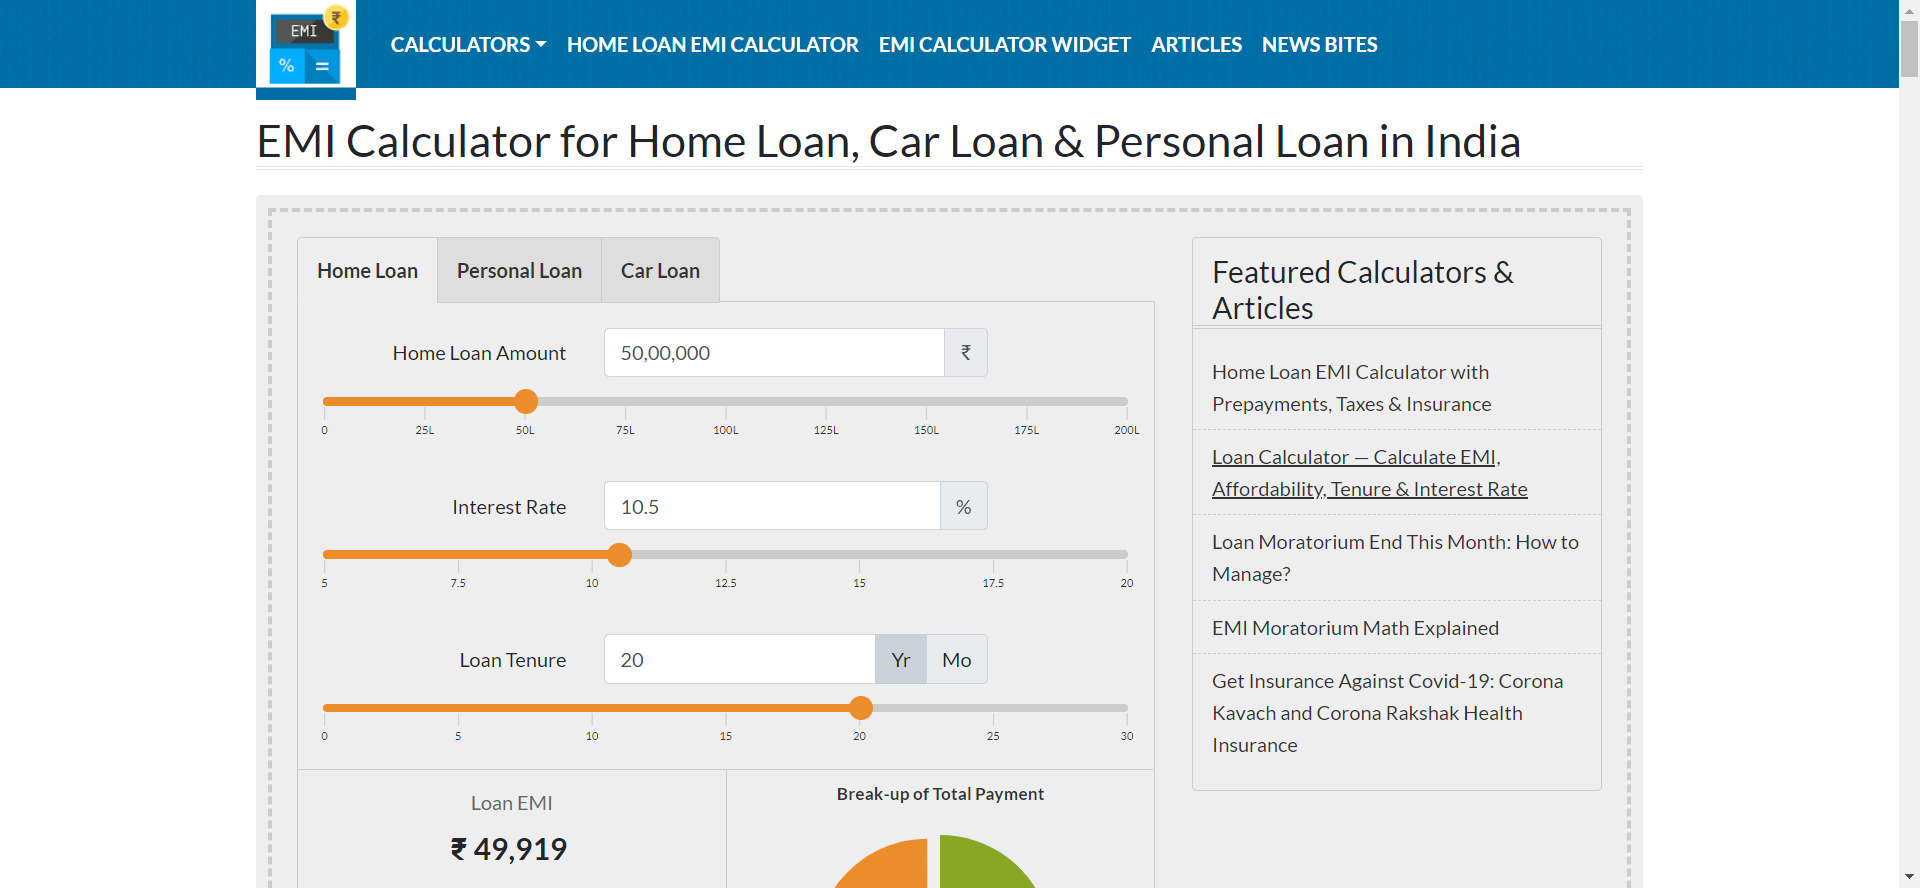 EMI
₹
%
=
CALCULATORS HOME LOAN EMI CALCULATOR EMI CALCULATOR WIDGET ARTICLES NEWS BITES
EMI Calculator for Home Loan, Car Loan & Personal Loan in India
Home Loan Personal Loan Car Loan
Home Loan Amount 50,00,000 ₹
0 25L 50L 75L 100L 125L 150L 175L 200L
Interest Rate 10.5 %
5 7.5 10 12.5 15 17.5 20
Loan Tenure 20 Yr Mo
0 5 10 15 20 25 30
Loan EMI
₹ 49,919
Break-up of Total Payment
Featured Calculators &
Articles
Home Loan EMI Calculator with
Prepayments, Taxes & Insurance
Loan Calculator — Calculate EMI,
Affordability, Tenure & Interest Rate
Loan Moratorium End This Month: How to
Manage?
EMI Moratorium Math Explained
Get Insurance Against Covid-19: Corona
Kavach and Corona Rakshak Health
Insurance